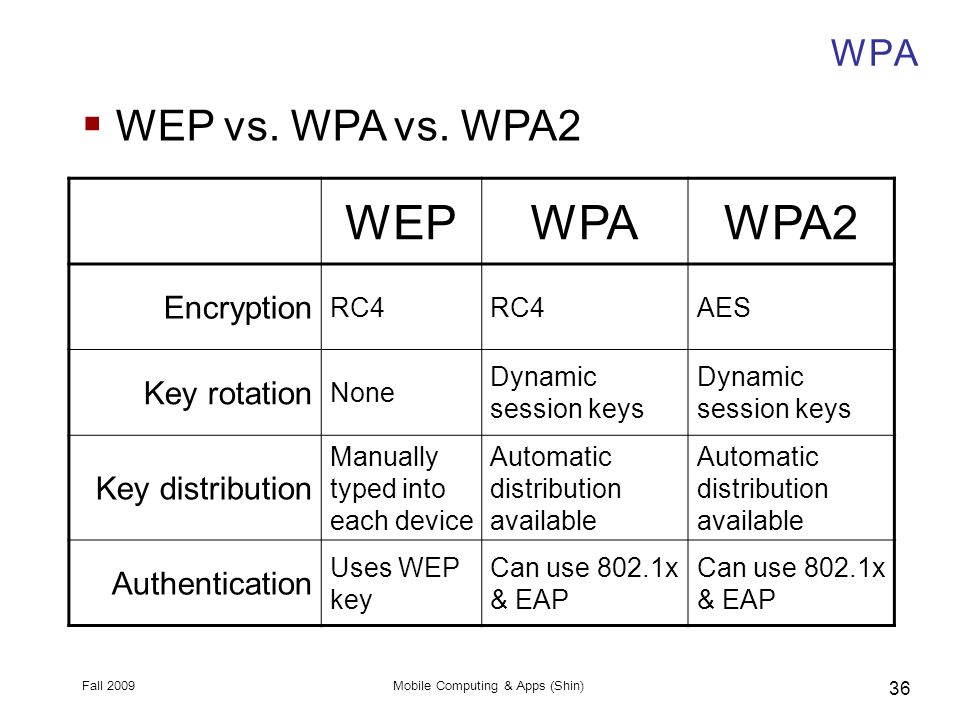 WPA
▪ WEP vs. WPA vs. WPA2
WEP WPA WPA2
Encryption RC4 RC4 AES
Key rotation None Dynamic session keys Dynamic session keys
Key distribution Manually typed into each device Automatic distribution available Automatic distribution available
Authentication Uses WEP key Can use 802.1x & EAP Can use 802.1x & EAP
Fall 2009 Mobile Computing & Apps (Shin) 36